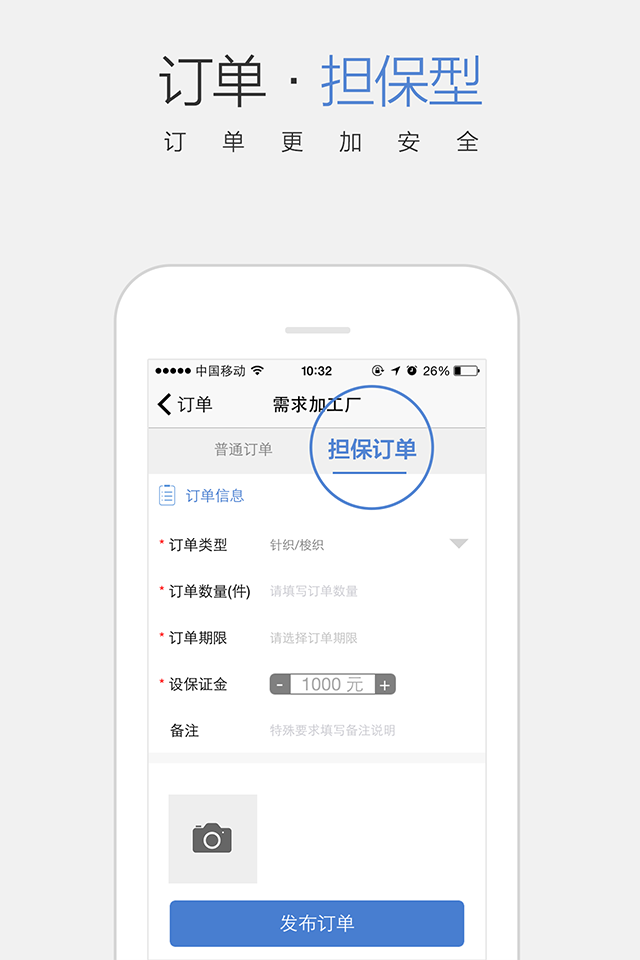 订单·担保型
订单更加安全
中国移动 10:32 26%
订单 需求加工厂
普通订单 担保订单
订单信息
* 订单类型 针织/梭织
* 订单数量(件) 请填写订单数量
* 订单期限 请选择订单期限
* 设保证金 - 1000 元 +
备注 特殊要求填写备注说明
发布订单